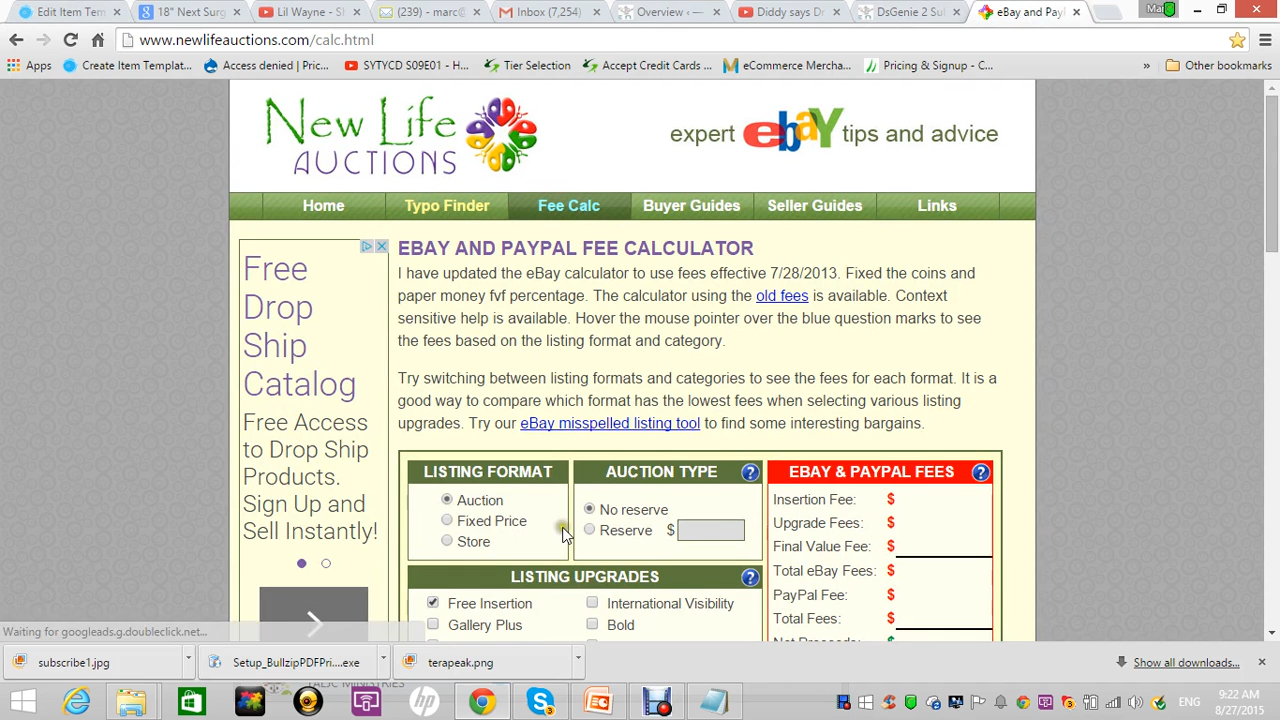 Edit Item Tem
18" Next Surg
Lil Wayne - Sh
(239) - marc@
Inbox (7,254)
Overview ‹
Diddy says Dr
DsGenie 2 Sul
eBay and Payl
www.newlifeauctions.com/calc.html
Apps
Create Item Templat...
Access denied | Pric...
SYTYCD S09E01 - H...
Tier Selection
Accept Credit Cards ...
eCommerce Mercha...
Pricing & Signup - C...
»
Other bookmarks
New Life
AUCTIONS
expert ebaY tips and advice
Home
Typo Finder
Fee Calc
Buyer Guides
Seller Guides
Links
Free
Drop
Ship
Catalog
Free Access
to Drop Ship
Products.
Sign Up and
Sell Instantly!
EBAY AND PAYPAL FEE CALCULATOR
I have updated the eBay calculator to use fees effective 7/28/2013. Fixed the coins and
paper money fvf percentage. The calculator using the old fees is available. Context
sensitive help is available. Hover the mouse pointer over the blue question marks to see
the fees based on the listing format and category.
Try switching between listing formats and categories to see the fees for each format. It is a
good way to compare which format has the lowest fees when selecting various listing
upgrades. Try our eBay misspelled listing tool to find some interesting bargains.
LISTING FORMAT
Auction
Fixed Price
Store
AUCTION TYPE ?
No reserve
Reserve $
LISTING UPGRADES ?
Free Insertion
International Visibility
Gallery Plus
Bold
EBAY & PAYPAL FEES ?
Insertion Fee: $
Upgrade Fees: $
Final Value Fee: $
Total eBay Fees: $
PayPal Fee: $
Total Fees: $
Waiting for googleads.g.doubleclick.net...
subscribe1.jpg
Setup_BullzipPDFPri....exe
terapeak.png
Show all downloads...
ENG
9:22 AM
8/27/2015